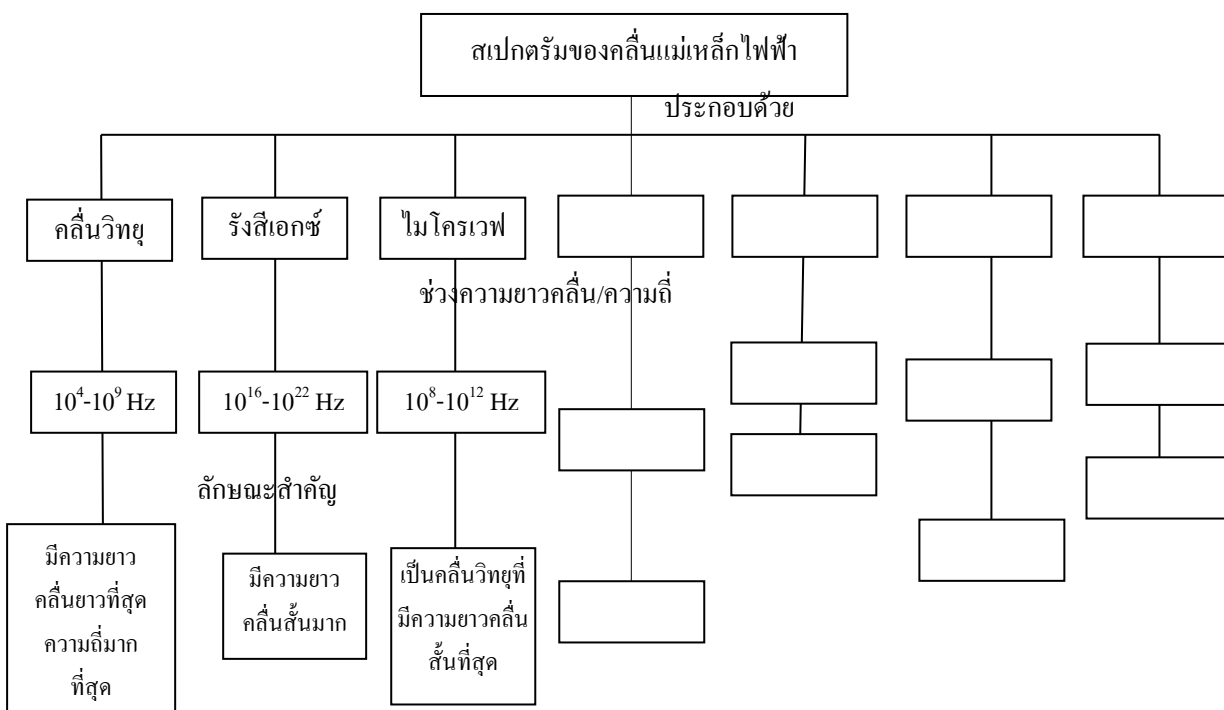 สเปกตรัมของคลื่นแม่เหล็กไฟฟ้า
ประกอบด้วย
คลื่นวิทยุ
รังสีเอกซ์
ไมโครเวฟ
ช่วงความยาวคลื่น/ความถี่
10⁴-10⁹ Hz
10¹⁶-10²² Hz
10⁸-10¹² Hz
ลักษณะสำคัญ
มีความยาว
คลื่นยาวที่สุด
ความถี่มาก
ที่สุด
มีความยาว
คลื่นสั้นมาก
เป็นคลื่นวิทยุที่
มีความยาวคลื่น
สั้นที่สุด